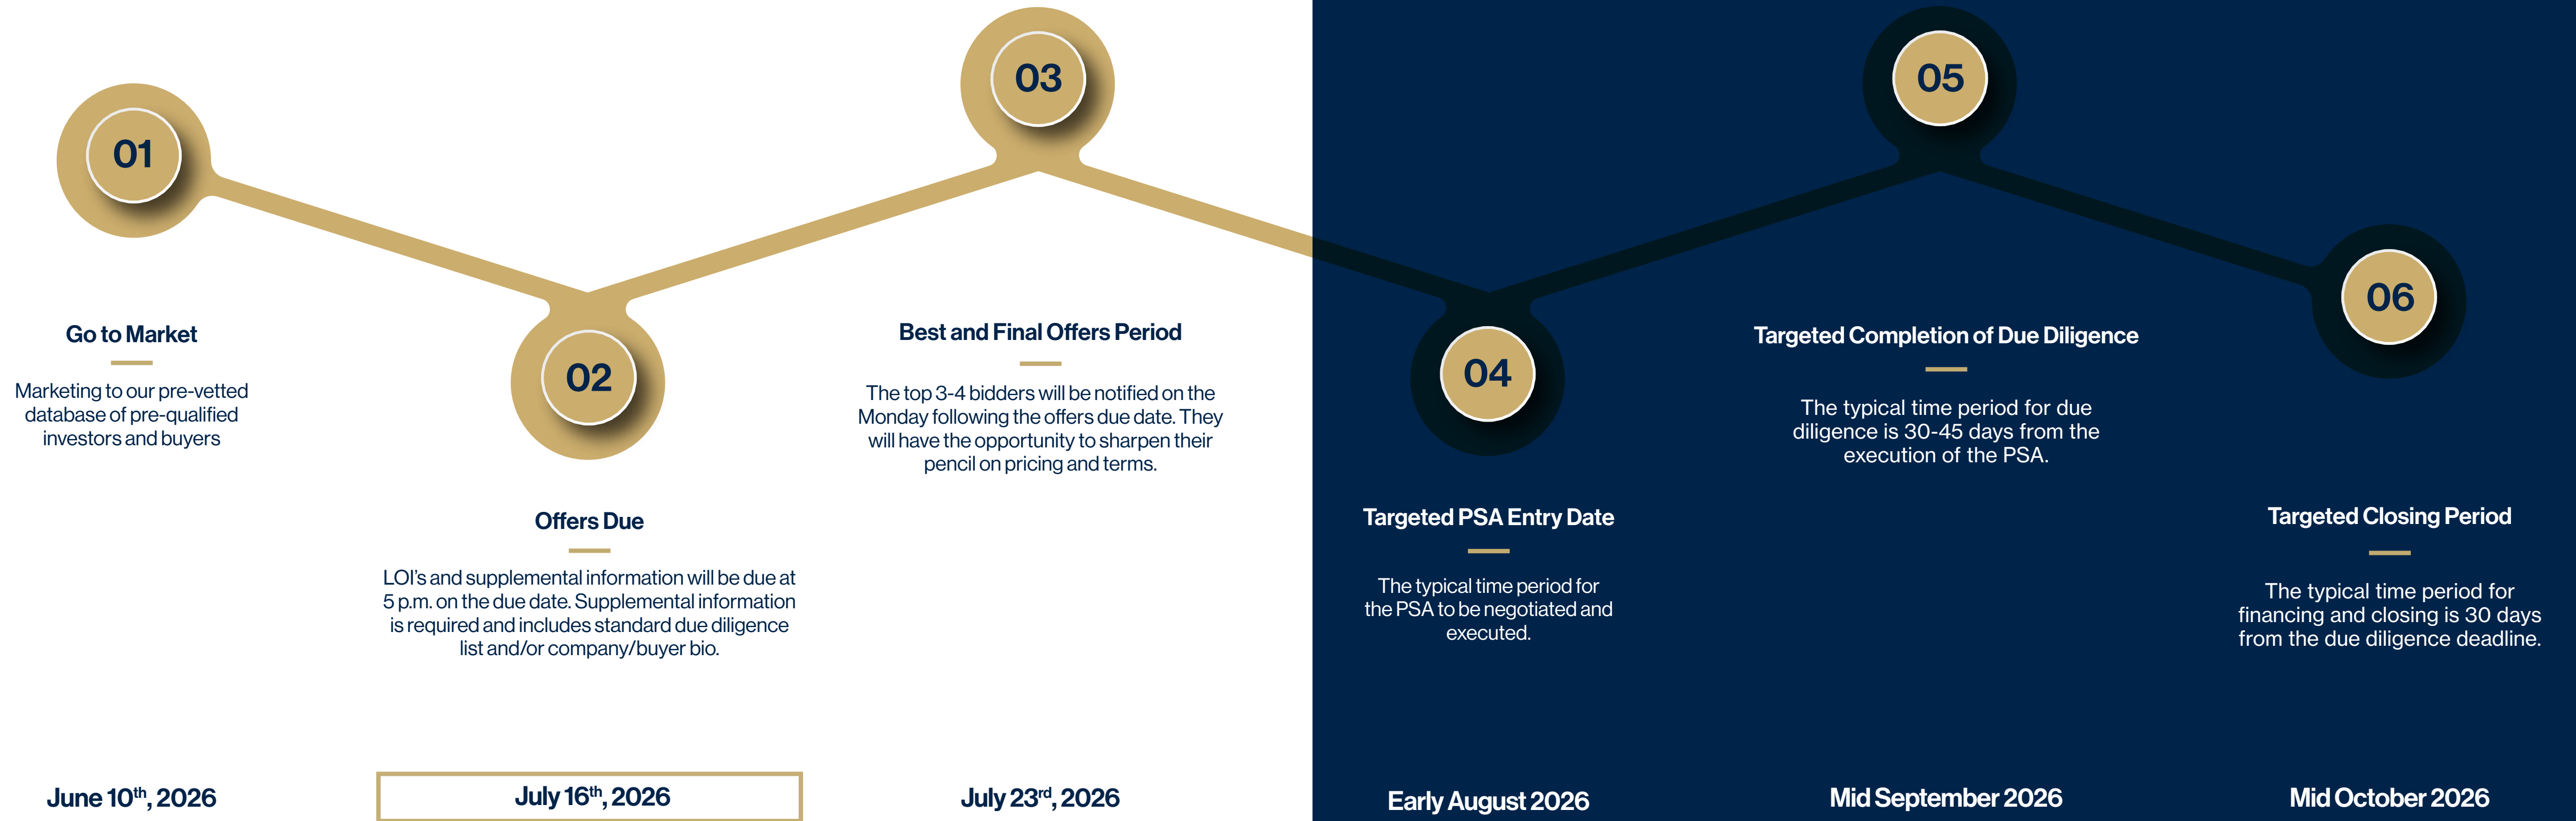 01
Go to Market
Marketing to our pre-vetted
database of pre-qualified
investors and buyers
June 10th, 2026
02
Offers Due
LOI's and supplemental information will be due at
5 p.m. on the due date. Supplemental information
is required and includes standard due diligence
list and/or company/buyer bio.
July 16th, 2026
03
Best and Final Offers Period
The top 3-4 bidders will be notified on the
Monday following the offers due date. They
will have the opportunity to sharpen their
pencil on pricing and terms.
July 23rd, 2026
04
Targeted PSA Entry Date
The typical time period for
the PSA to be negotiated and
executed.
Early August 2026
05
Targeted Completion of Due Diligence
The typical time period for due
diligence is 30-45 days from the
execution of the PSA.
Mid September 2026
06
Targeted Closing Period
The typical time period for
financing and closing is 30 days
from the due diligence deadline.
Mid October 2026